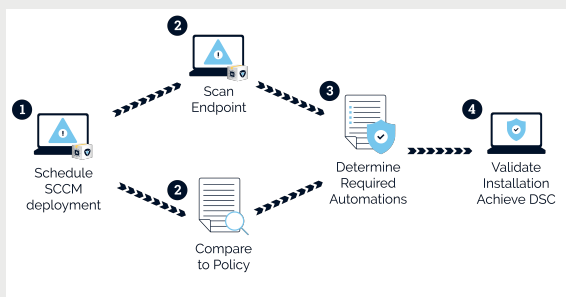 1
Schedule
SCCM
deployment
2
Scan
Endpoint
2
Compare
to Policy
3
Determine
Required
Automations
4
Validate
Installation
Achieve DSC